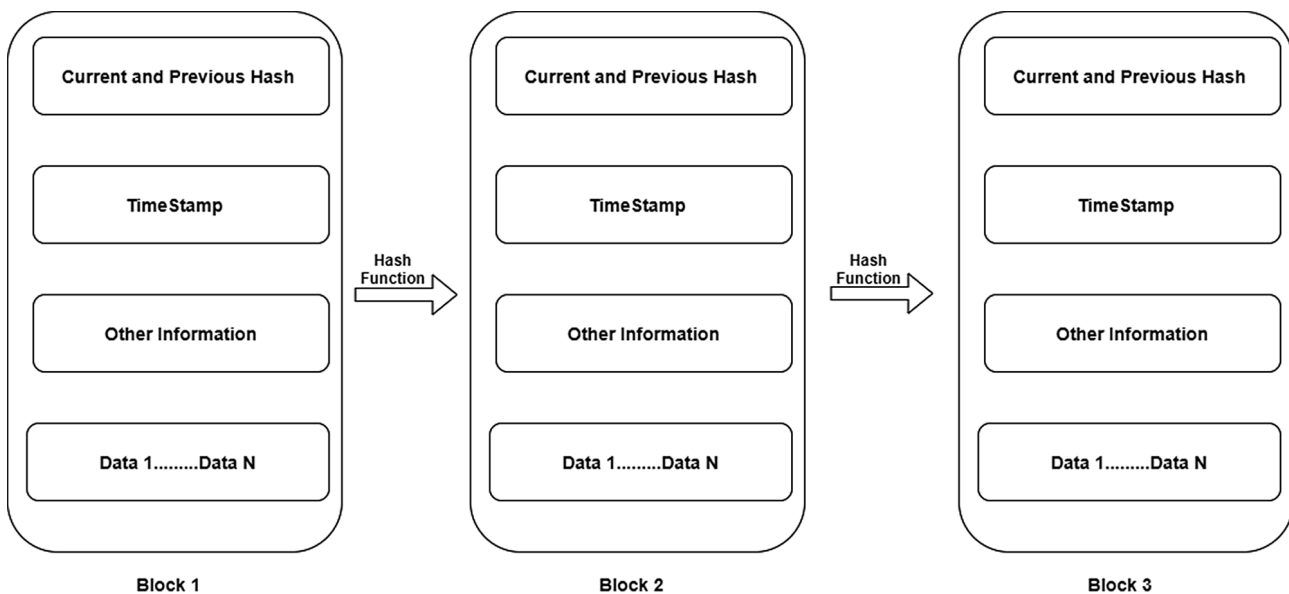 Current and Previous Hash
TimeStamp
Other Information
Data 1.........Data N
Block 1
Hash
Function
Current and Previous Hash
TimeStamp
Other Information
Data 1.........Data N
Block 2
Hash
Function
Current and Previous Hash
TimeStamp
Other Information
Data 1.........Data N
Block 3